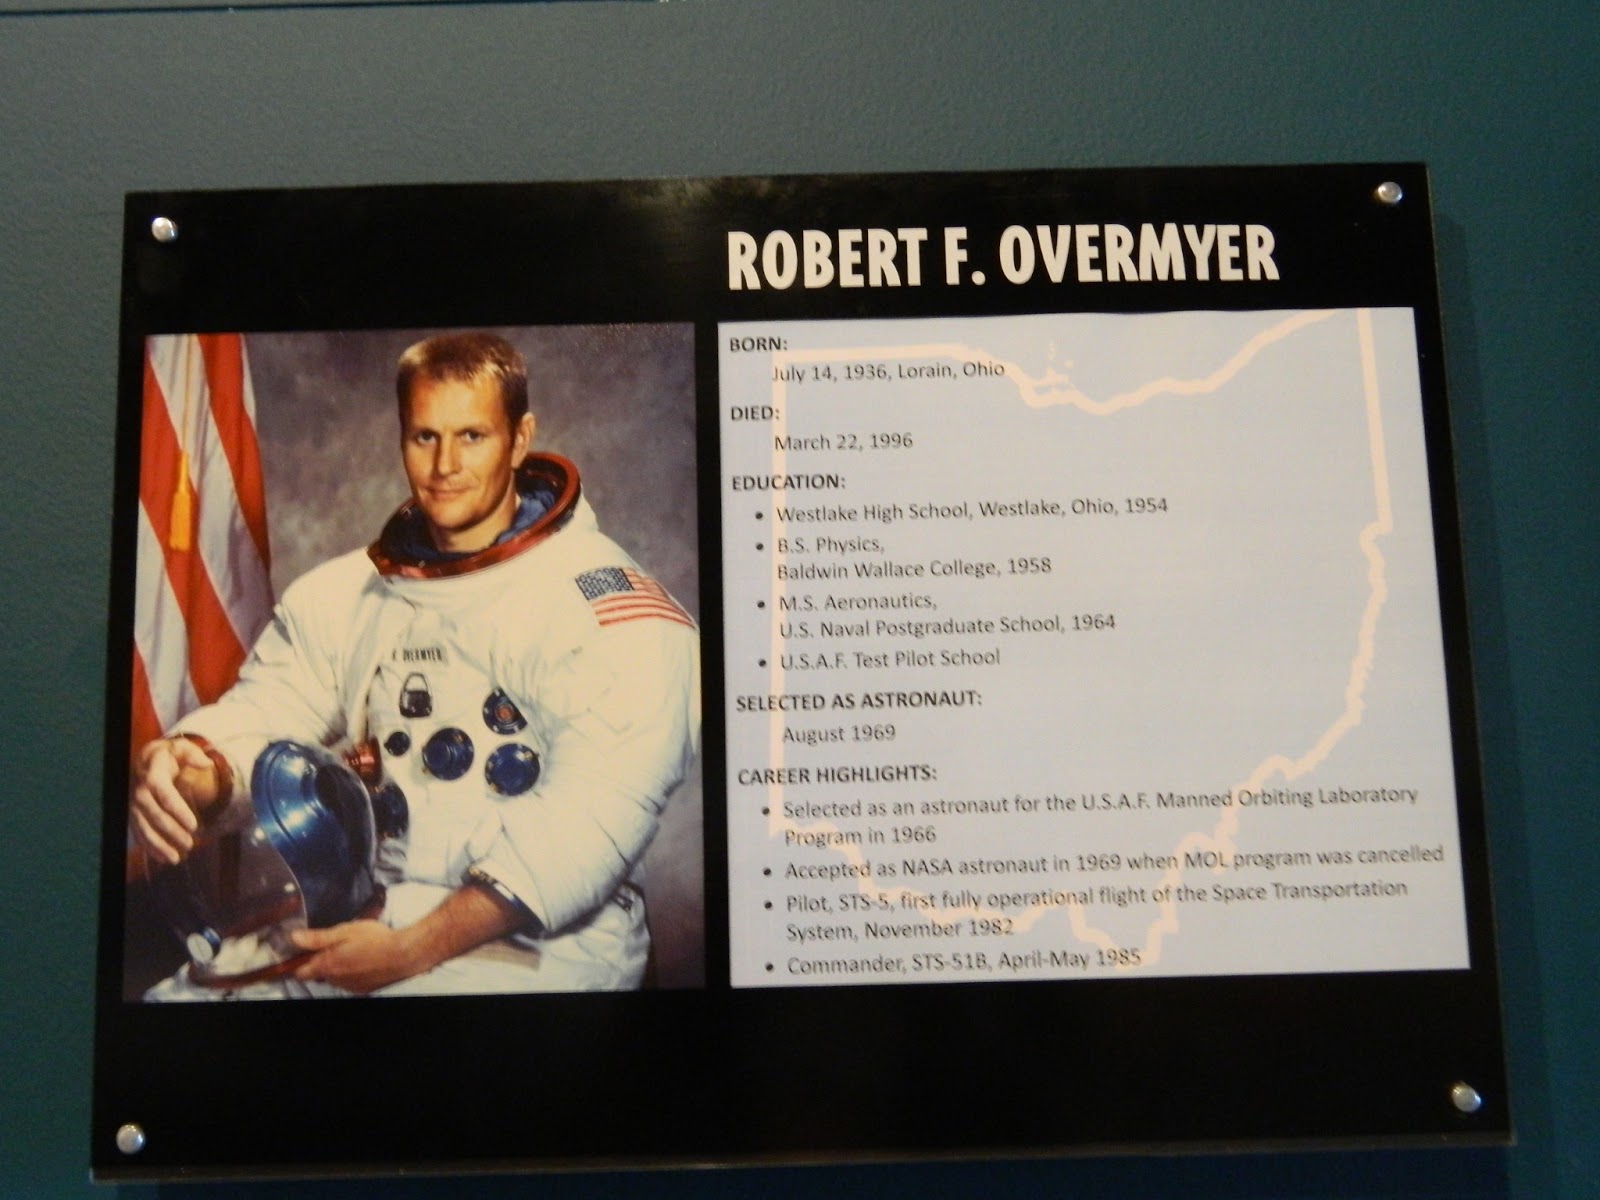 ROBERT F. OVERMYER
BORN:
July 14, 1936, Lorain, Ohio
DIED:
March 22, 1996
EDUCATION:
• Westlake High School, Westlake, Ohio, 1954
• B.S. Physics,
Baldwin Wallace College, 1958
• M.S. Aeronautics,
U.S. Naval Postgraduate School, 1964
• U.S.A.F. Test Pilot School
SELECTED AS ASTRONAUT:
August 1969
CAREER HIGHLIGHTS:
• Selected as an astronaut for the U.S.A.F. Manned Orbiting Laboratory
Program in 1966
• Accepted as NASA astronaut in 1969 when MOL program was cancelled
• Pilot, STS-5, first fully operational flight of the Space Transportation
System, November 1982
• Commander, STS-51B, April-May 1985
R. OVERMYER